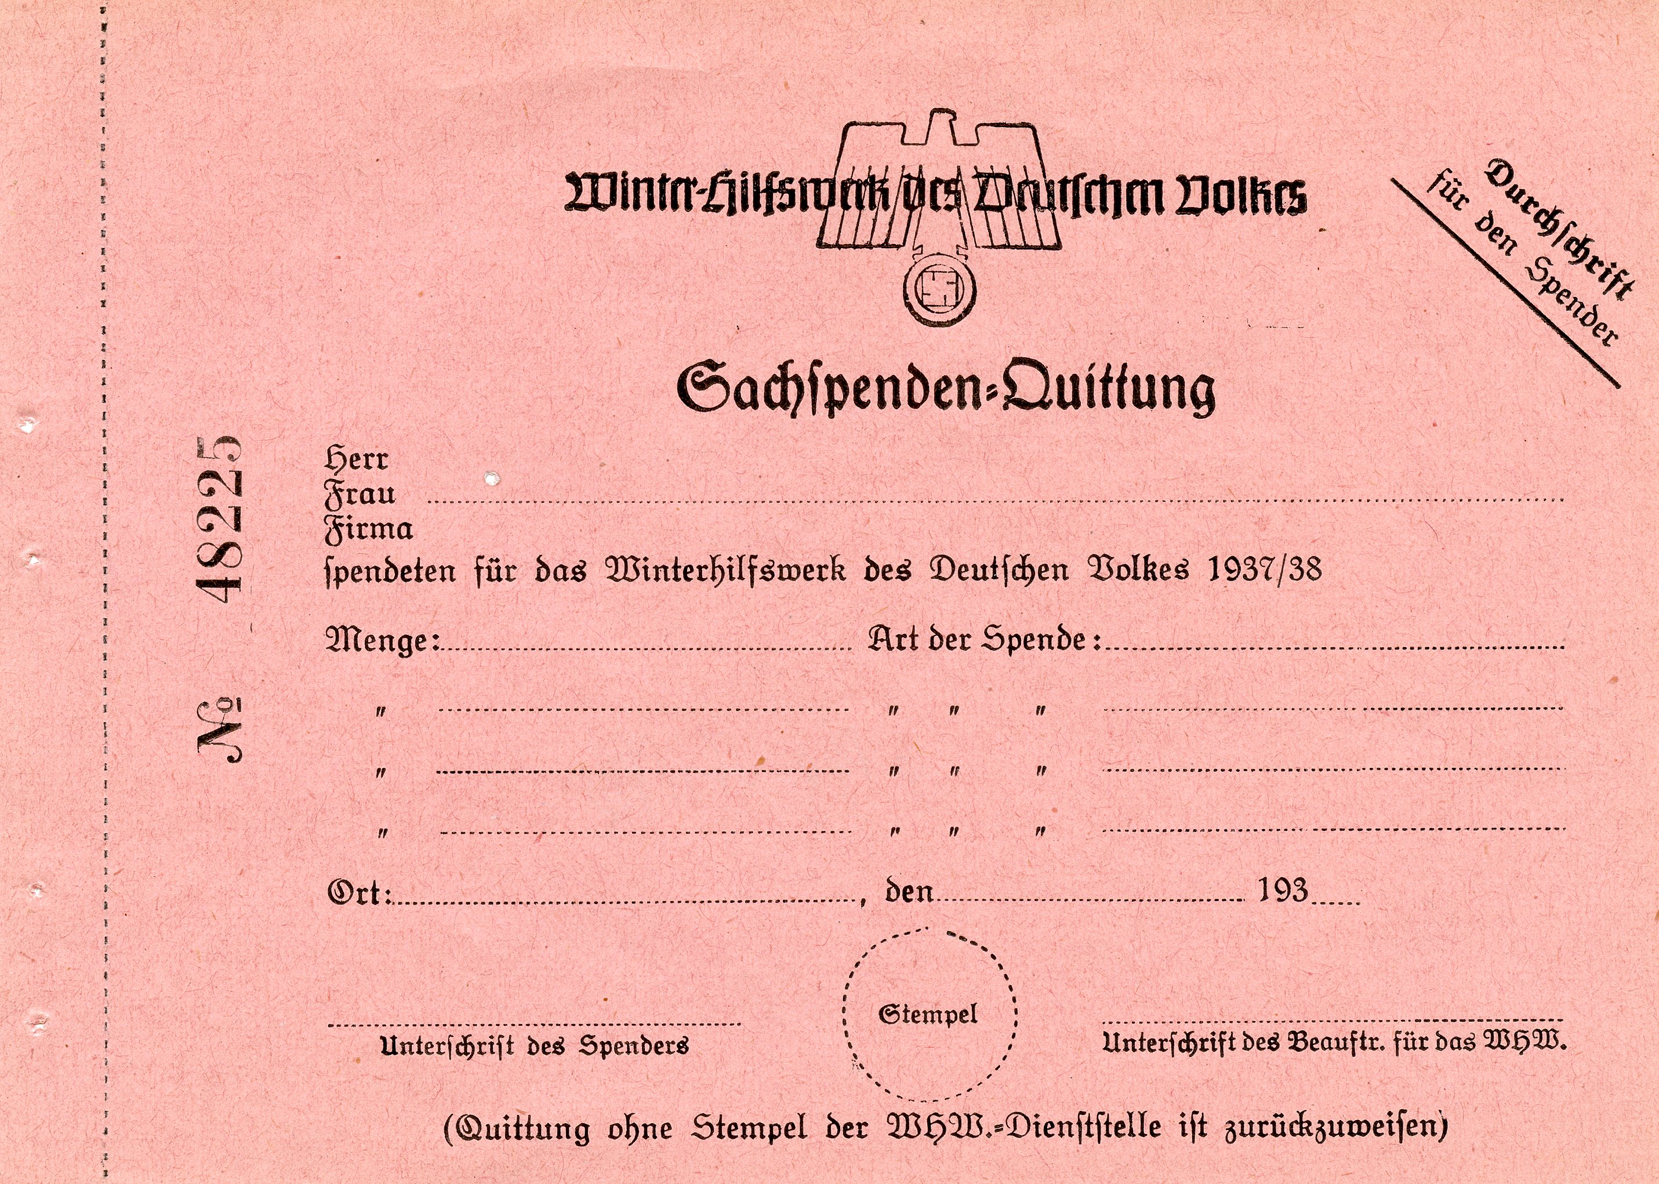 Winter-Hilfswerk des Deutschen Volkes
Durchschrift
für den Spender
Sachspenden-Quittung
№ 48225
Herr
Frau
Firma
spendeten für das Winterhilfswerk des Deutschen Volkes 1937/38
Menge: Art der Spende:
" " " "
" " " "
" " " "
Ort: , den 193
Stempel
Unterschrift des Spenders Unterschrift des Beauftr. für das WHW.
(Quittung ohne Stempel der WHW.-Dienststelle ist zurückzuweisen)